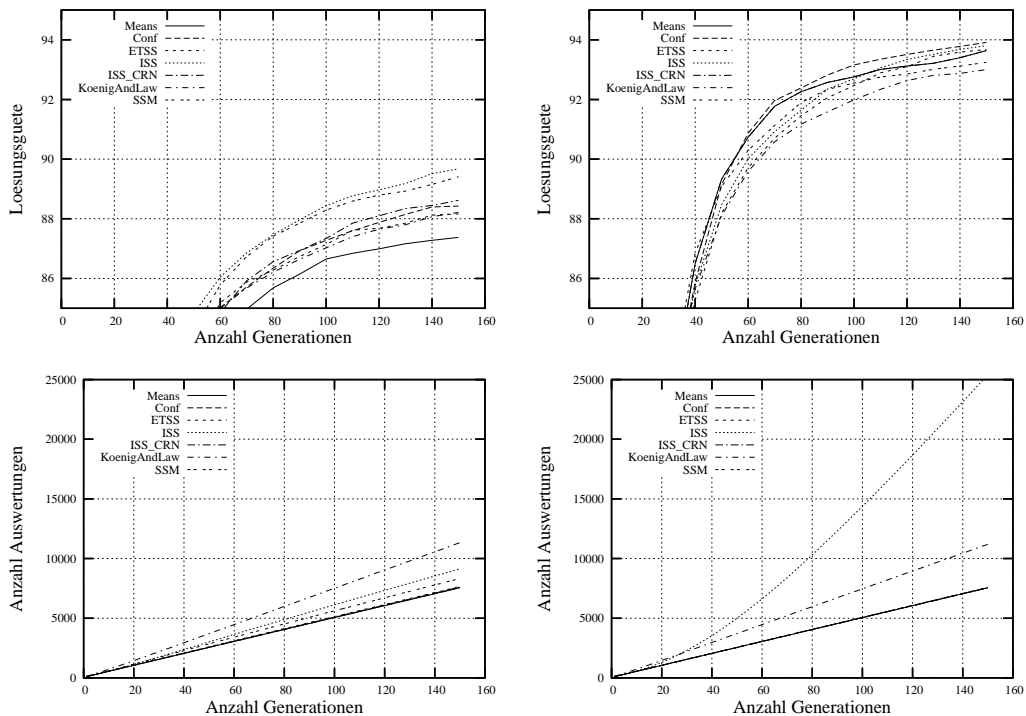 94
92
90
88
86
Loesungsguete
Means
Conf
ETSS
ISS
ISS_CRN
KoenigAndLaw
SSM
0 20 40 60 80 100 120 140 160
Anzahl Generationen
94
92
90
88
86
Loesungsguete
Means
Conf
ETSS
ISS
ISS_CRN
KoenigAndLaw
SSM
0 20 40 60 80 100 120 140 160
Anzahl Generationen
25000
20000
15000
10000
5000
0
Anzahl Auswertungen
Means
Conf
ETSS
ISS
ISS_CRN
KoenigAndLaw
SSM
0 20 40 60 80 100 120 140 160
Anzahl Generationen
25000
20000
15000
10000
5000
0
Anzahl Auswertungen
Means
Conf
ETSS
ISS
ISS_CRN
KoenigAndLaw
SSM
0 20 40 60 80 100 120 140 160
Anzahl Generationen